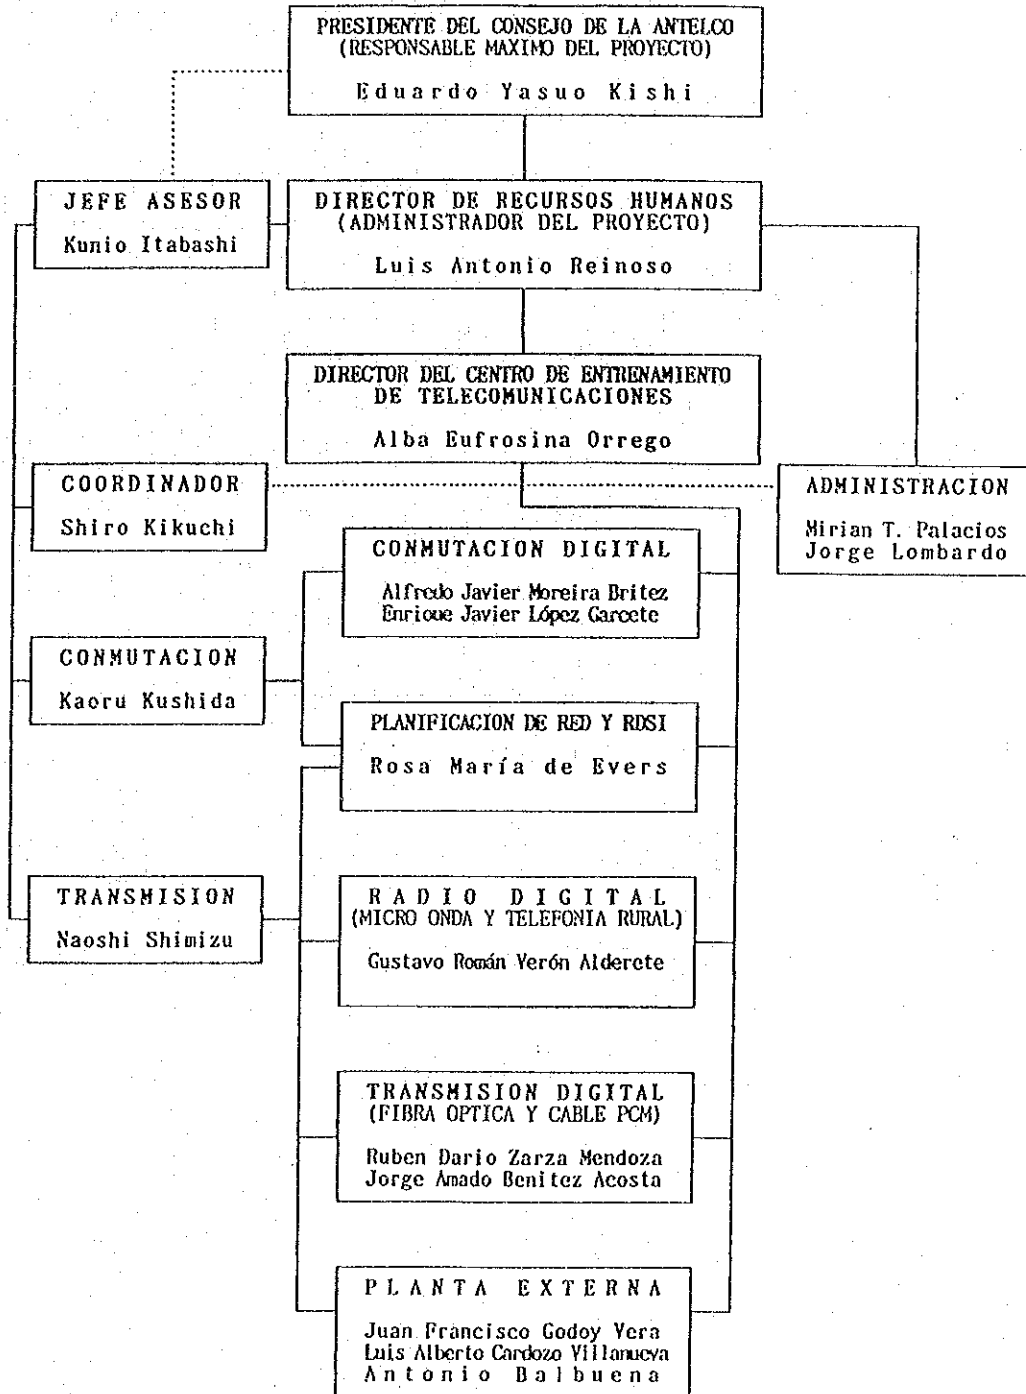 PRESIDENTE DEL CONSEJO DE LA ANTELCO
(RESPONSABLE MAXIMO DEL PROYECTO)
Eduardo Yasuo Kishi
JEFE ASESOR
Kunio Itabashi
DIRECTOR DE RECURSOS HUMANOS
(ADMINISTRADOR DEL PROYECTO)
Luis Antonio Reinoso
DIRECTOR DEL CENTRO DE ENTRENAMIENTO
DE TELECOMUNICACIONES
Alba Eufrosina Orrego
COORDINADOR
Shiro Kikuchi
ADMINISTRACION
Mirian T. Palacios
Jorge Lombardo
CONMUTACION DIGITAL
Alfredo Javier Moreira Britez
Enrique Javier López Garcete
CONMUTACION
Kaoru Kushida
PLANIFICACION DE RED Y RDSI
Rosa María de Evers
TRANSMISION
Naoshi Shimizu
RADIO DIGITAL
(MICRO ONDA Y TELEFONIA RURAL)
Gustavo Román Verón Alderete
TRANSMISION DIGITAL
(FIBRA OPTICA Y CABLE PCM)
Ruben Dario Zarza Mendoza
Jorge Amado Benitez Acosta
PLANTA EXTERNA
Juan Francisco Godoy Vera
Luis Alberto Cardozo Villanueva
Antonio Balbuena